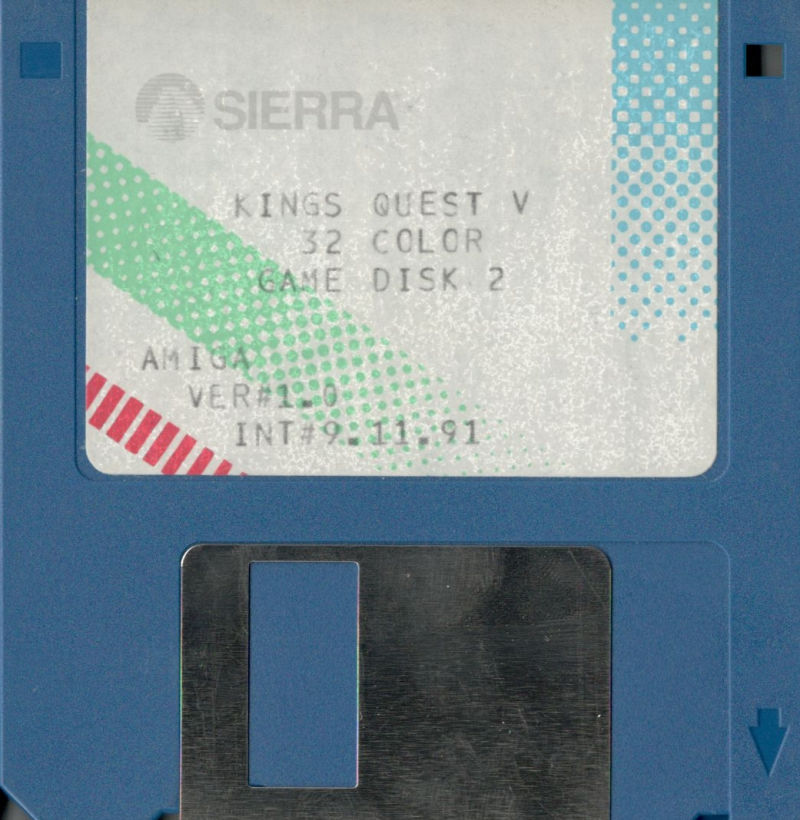 SIERRA
KINGS QUEST V
32 COLOR
GAME DISK 2
AMIGA
VER#1.0
INT#9.11.91